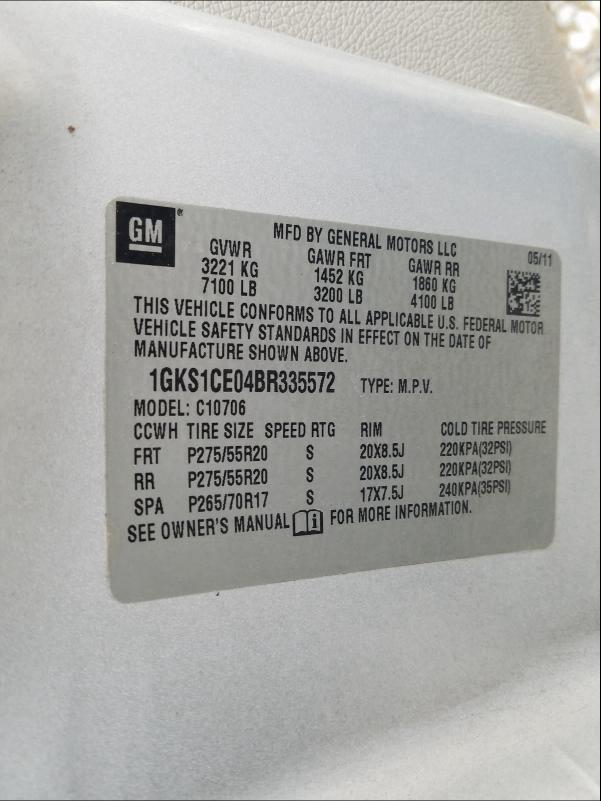 GM
MFD BY GENERAL MOTORS LLC
05/11
GVWR GAWR FRT GAWR RR
3221 KG 1452 KG 1860 KG
7100 LB 3200 LB 4100 LB
THIS VEHICLE CONFORMS TO ALL APPLICABLE U.S. FEDERAL MOTOR
VEHICLE SAFETY STANDARDS IN EFFECT ON THE DATE OF
MANUFACTURE SHOWN ABOVE.
1GKS1CE04BR335572 TYPE: M.P.V.
MODEL: C10706
CCWH TIRE SIZE SPEED RTG RIM COLD TIRE PRESSURE
FRT P275/55R20 S 20X8.5J 220KPA(32PSI)
RR P275/55R20 S 20X8.5J 220KPA(32PSI)
SPA P265/70R17 S 17X7.5J 240KPA(35PSI)
SEE OWNER'S MANUAL FOR MORE INFORMATION.